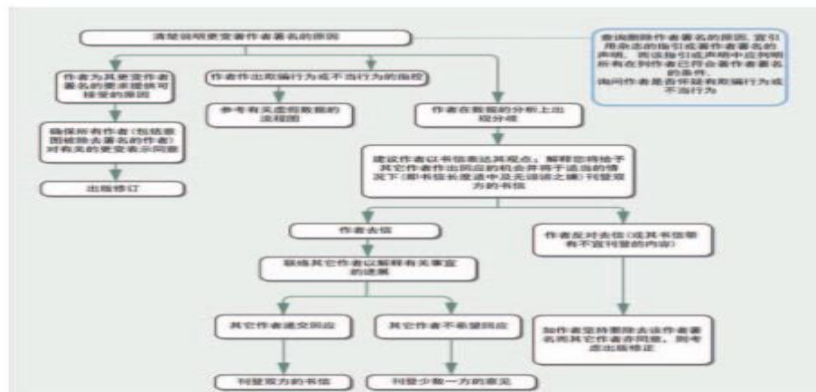 清楚说明更变著作者署名的原因
查询删除作者署名的原因，宜引
用杂志的指引或著作者署名的
声明，而该指引或声明中应列明
所有在列作者已符合著作者署名
的条件.
询问作者是否怀疑有欺骗行为或
不当行为
作者为其更变作者
署名的要求提供可
接受的原因
作者作出欺骗行为或不当行为的指控
参考有关虚假数据的
流程图
作者在数据的分析上出
现分歧
确保所有作者(包括意
图被除去署名的作者)
对有关的更变表示同意
出版修订
建议作者以书信表达其观点；解释您将给予
其它作者作出回应的机会并将于适当的情
况下(即书信长度适中及无诽谤之嫌)刊登双
方的书信
作者去信
作者反对去信(或其书信带
有不宜刊登的内容)
联络其它作者以解释有关事宜
的进展
其它作者递交回应
其它作者不希望回应
如作者坚持删除去该作者署
名而其它作者亦同意，则考
虑出版修正
刊登双方的书信
刊登少数一方的意见